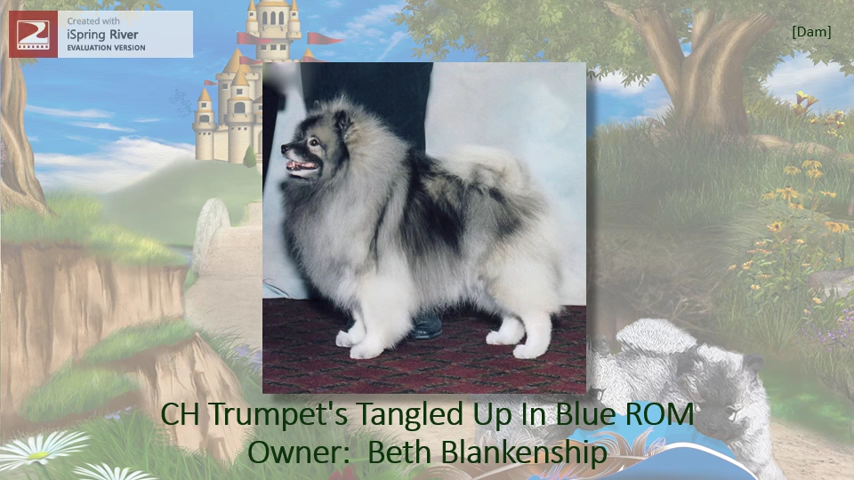 Created with
iSpring River
EVALUATION VERSION
[Dam]
CH Trumpet's Tangled Up In Blue ROM
Owner:  Beth Blankenship